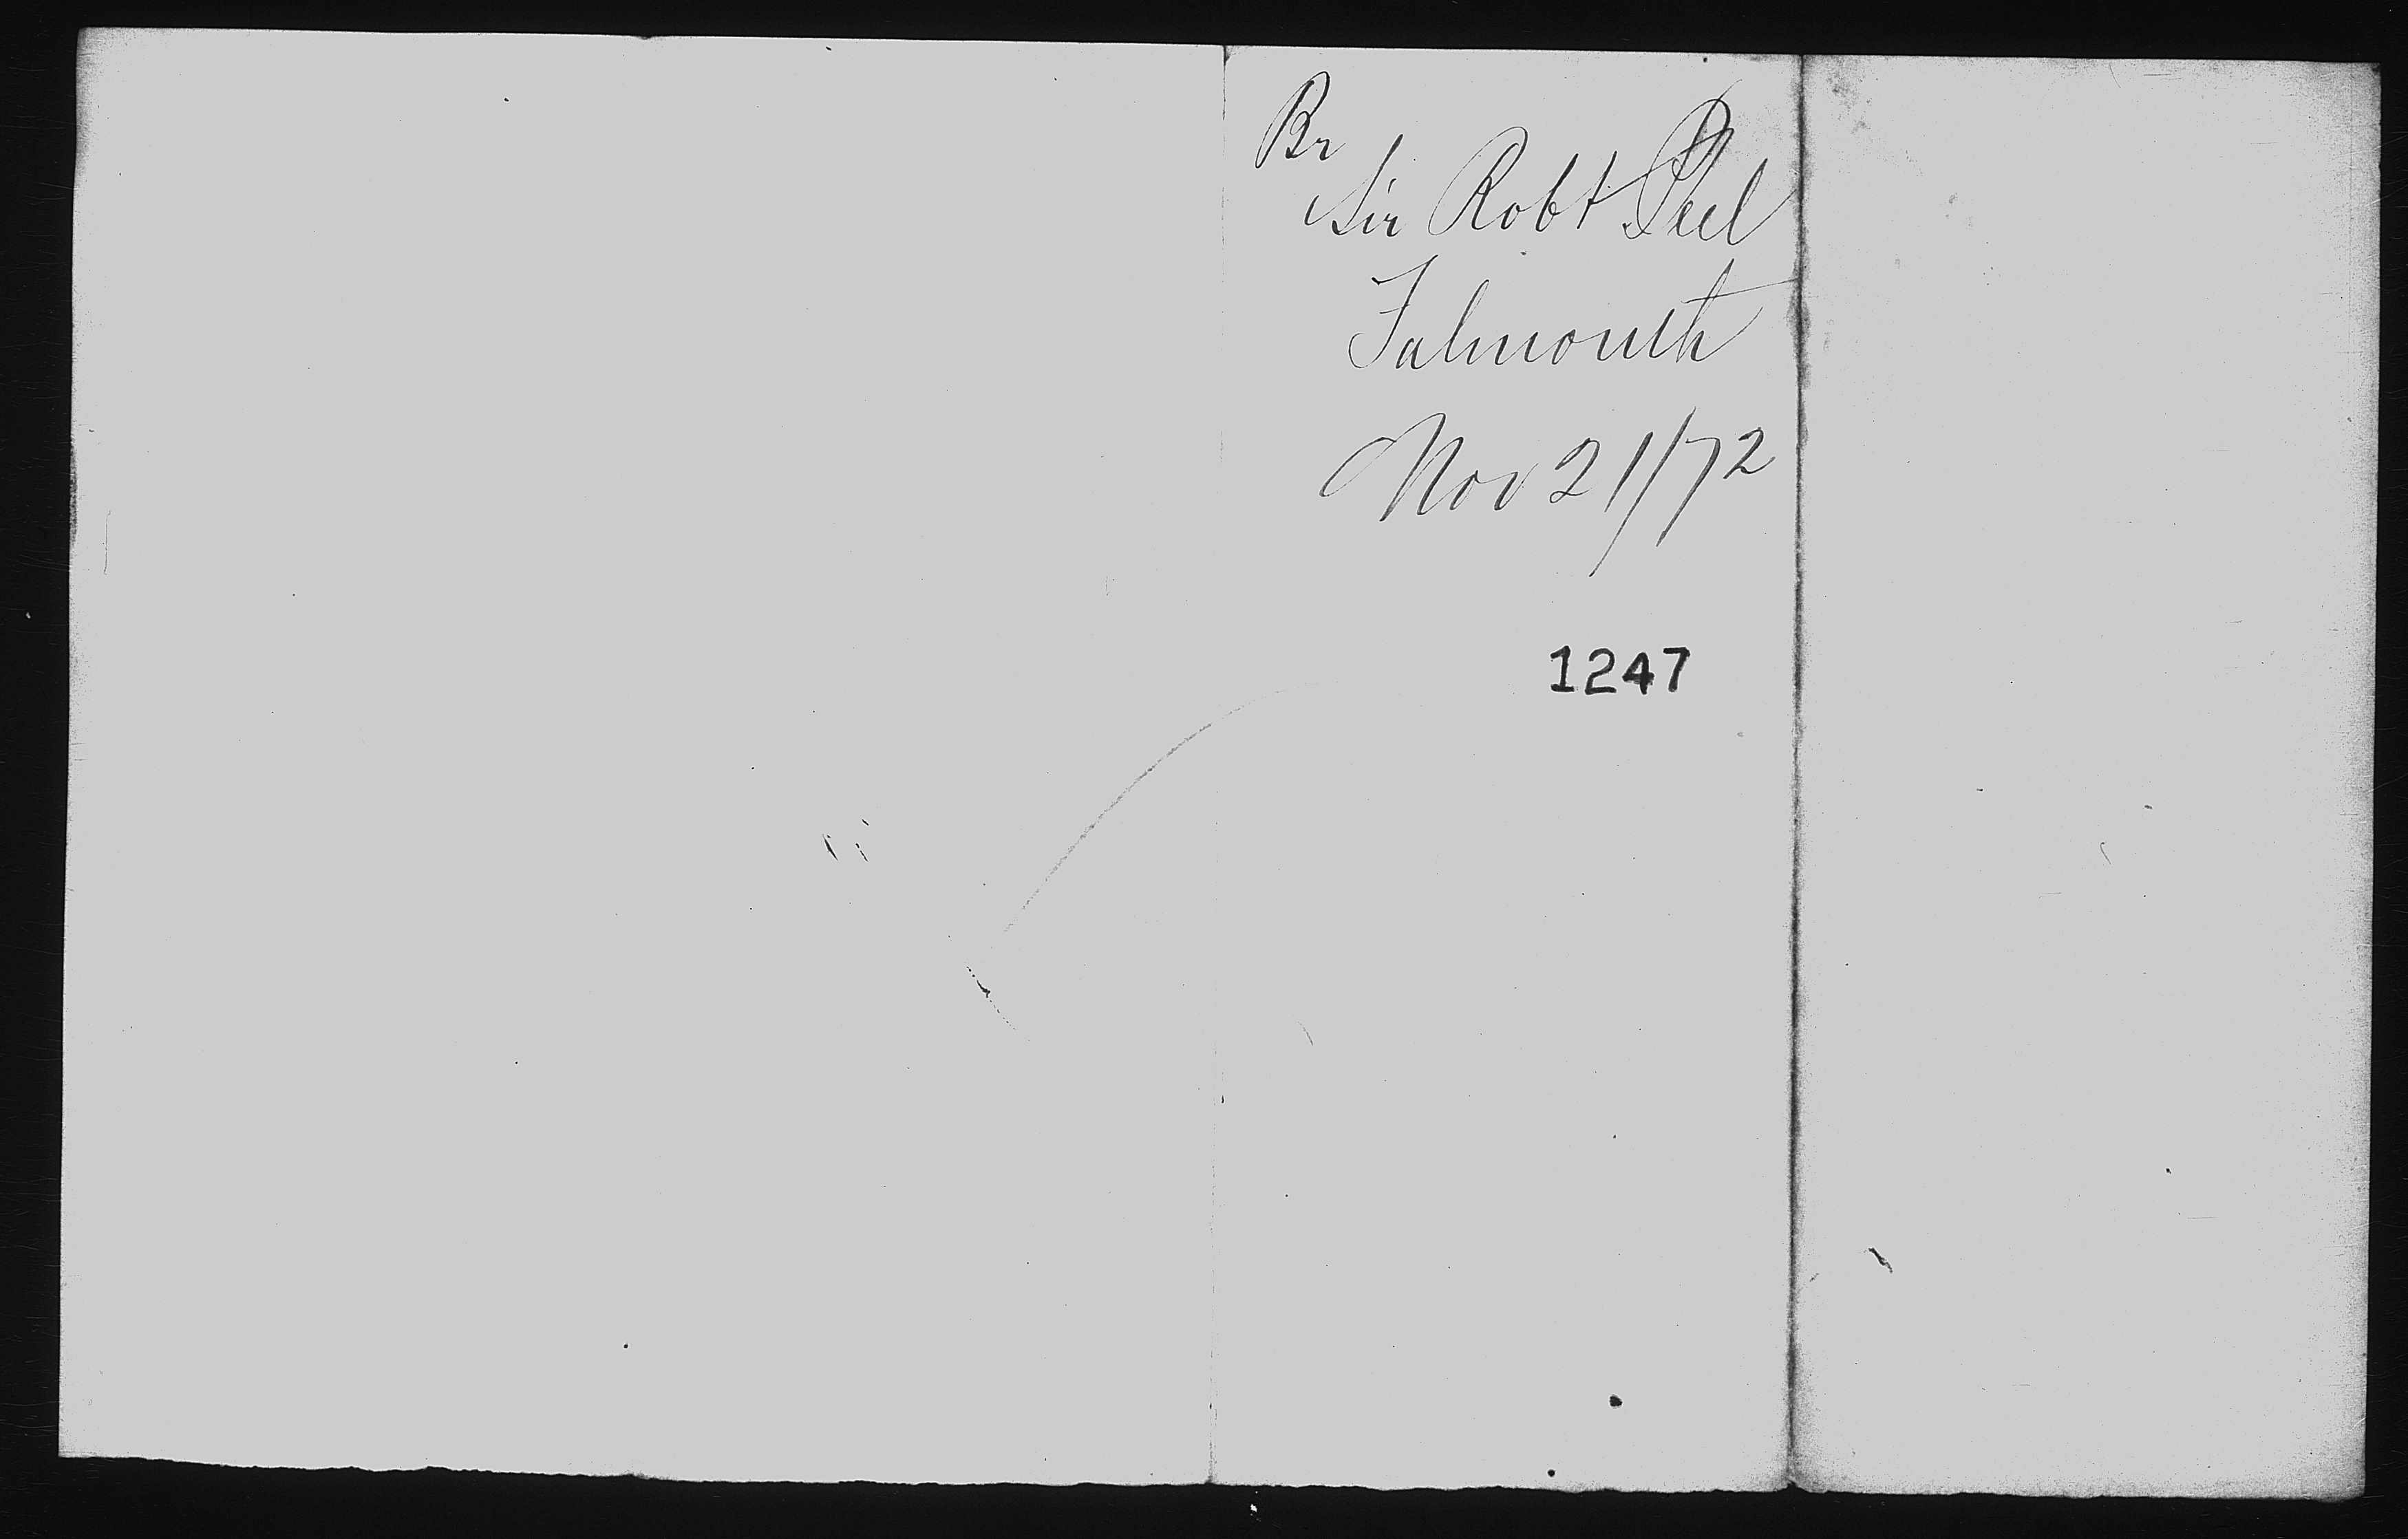 Br
Sir Robt Peel
Falmouth
Nov 21/72
1247